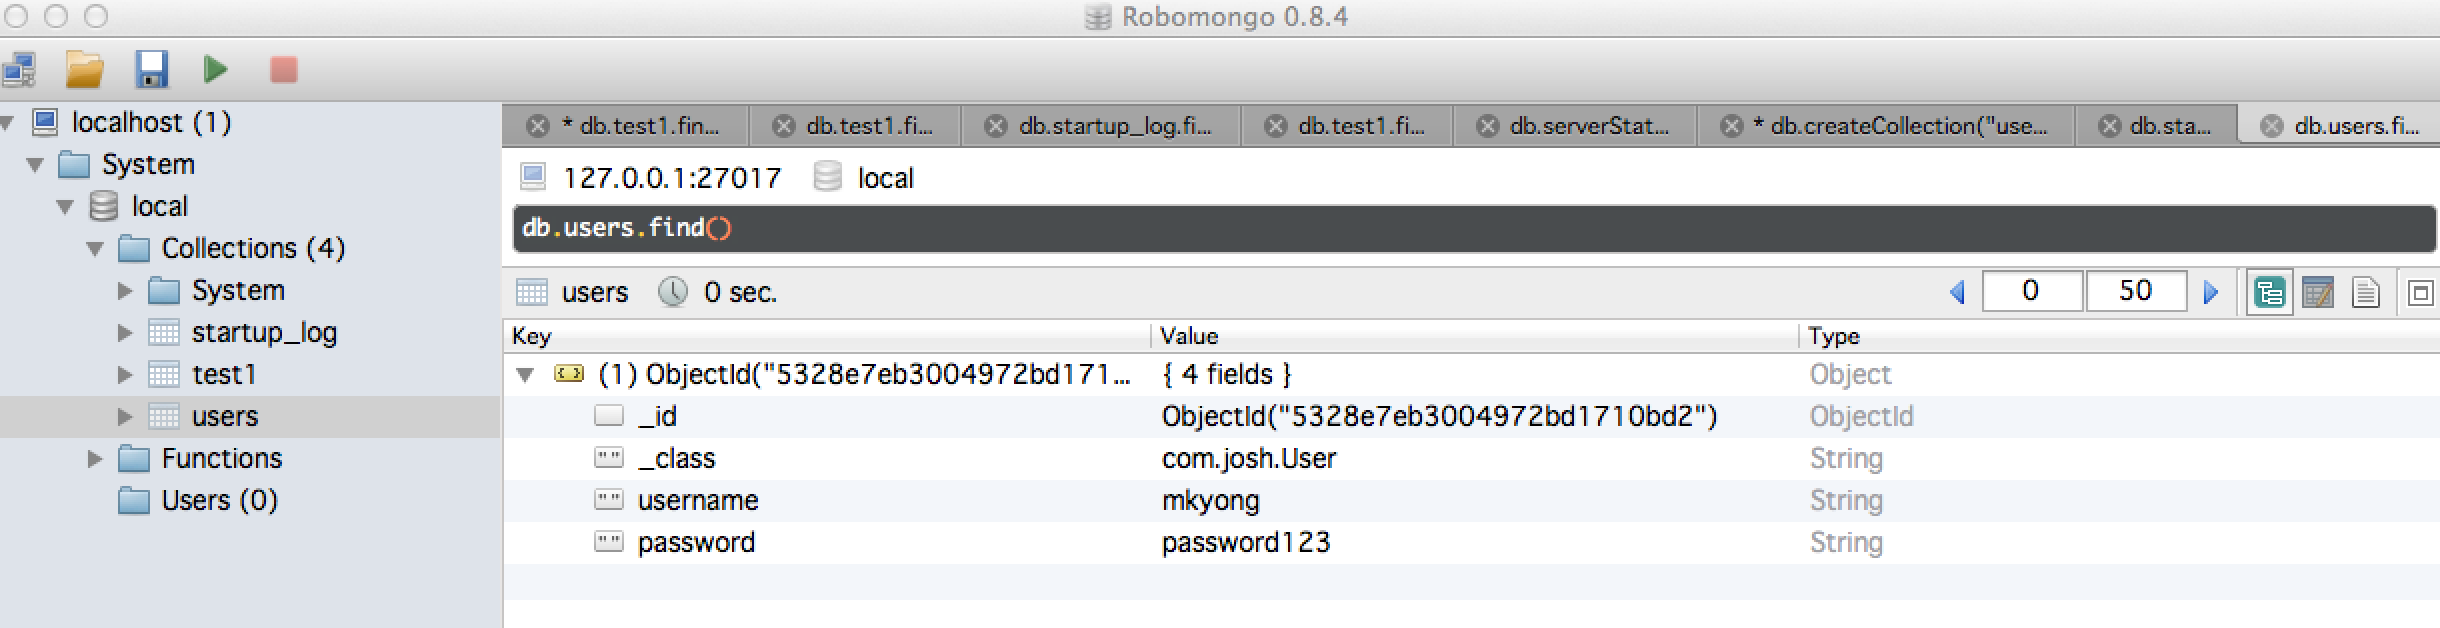 Robomongo 0.8.4
localhost (1)
System
local
Collections (4)
System
startup_log
test1
users
Functions
Users (0)
* db.test1.fin... db.test1.fi... db.startup_log.fi... db.test1.fi... db.serverStat... * db.createCollection("use... db.sta... db.users.fi...
127.0.0.1:27017 local
db.users.find()
users 0 sec. 0 50
Key Value Type
(1) ObjectId("5328e7eb3004972bd171... { 4 fields } Object
_id ObjectId("5328e7eb3004972bd1710bd2") ObjectId
_class com.josh.User String
username mkyong String
password password123 String